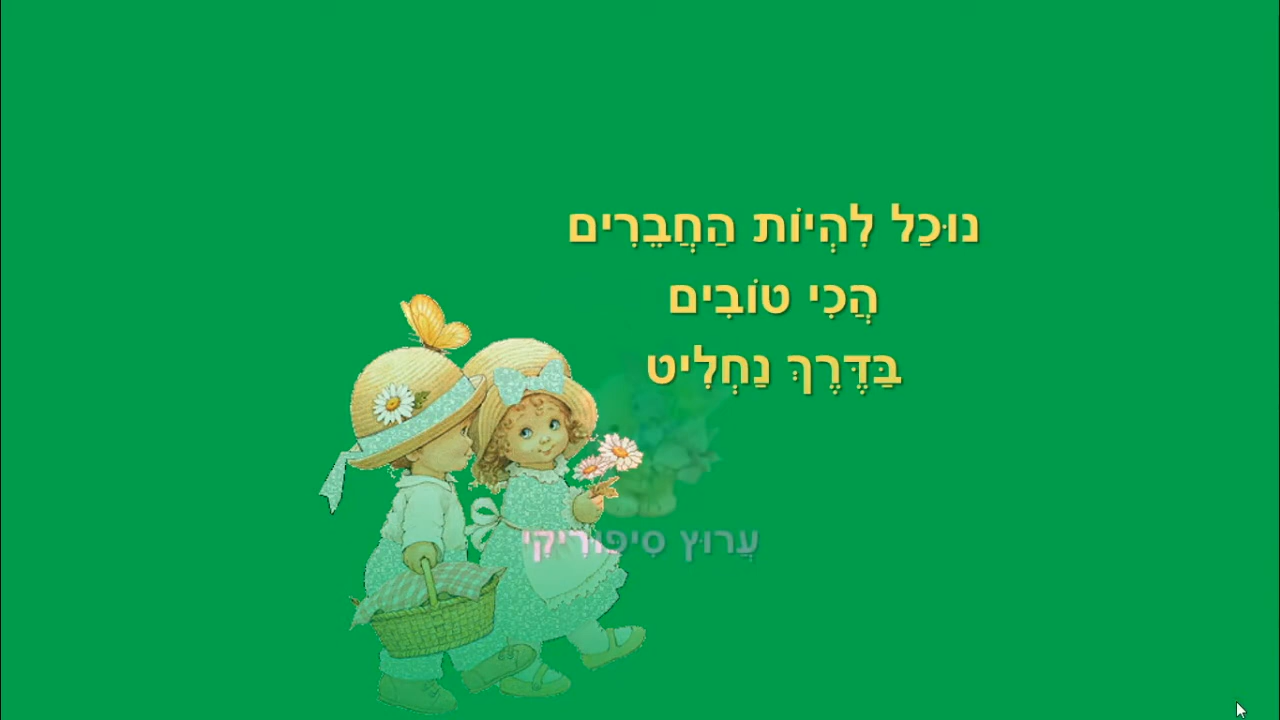 נוּכַל לִהְיוֹת הַחֲבֵרִים
הֲכִי טוֹבִים
בַּדֶּרֶךְ נַחְלִיט
עֲרוּץ סִיפּוּרִיקִי